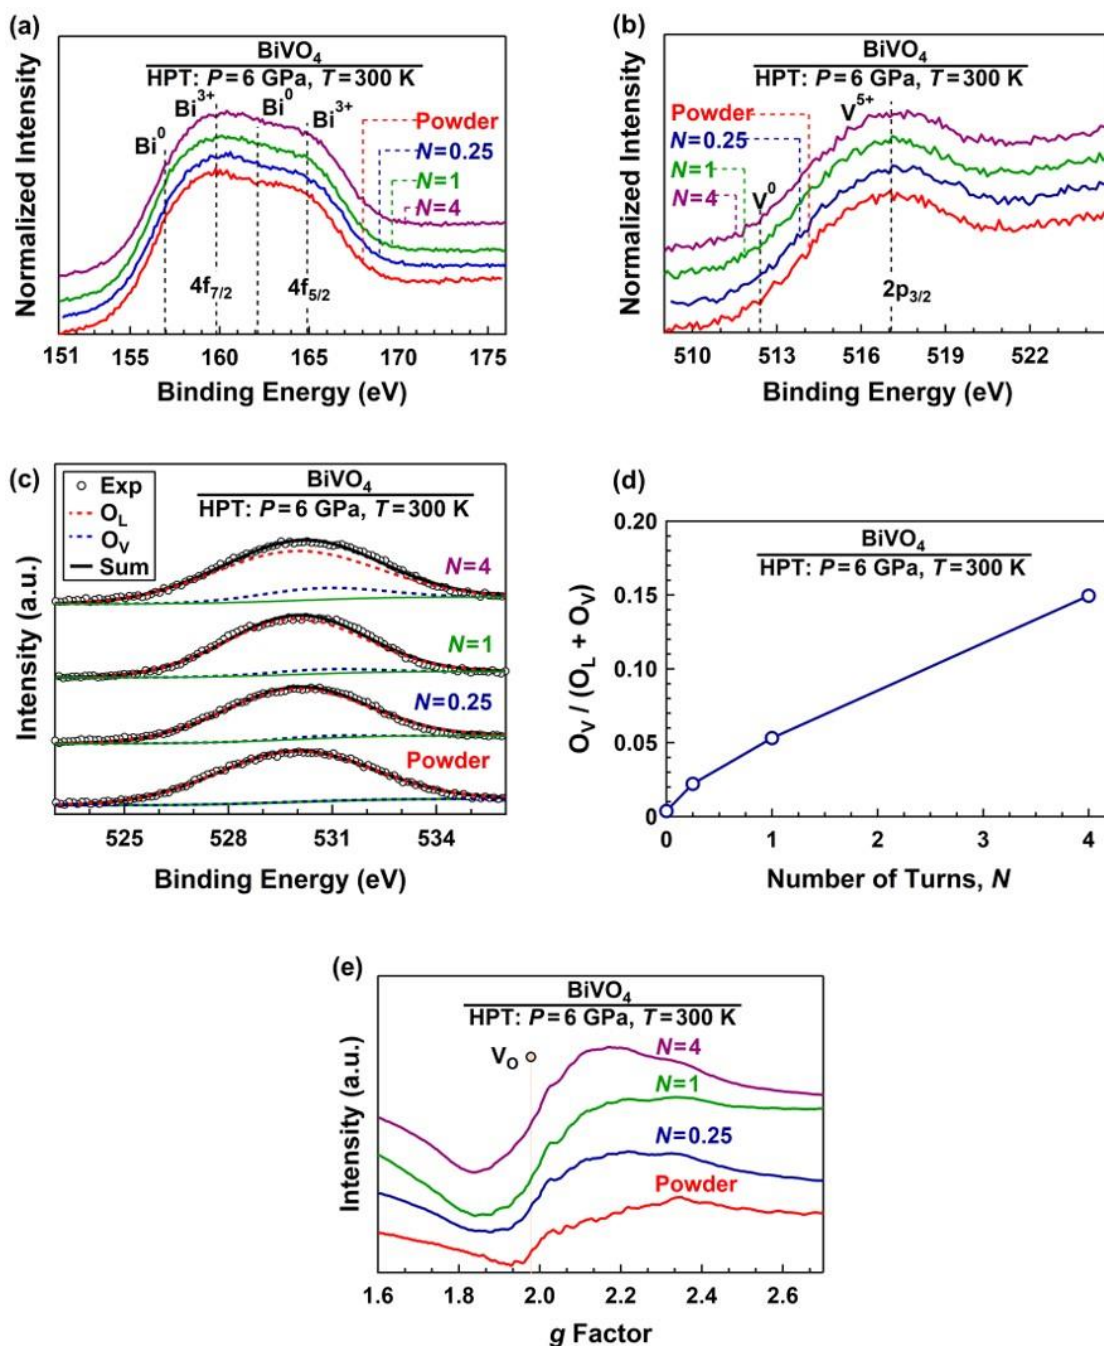 (a)
BiVO₄
HPT: P = 6 GPa, T = 300 K
Bi⁰
Bi³⁺
Bi⁰
Bi³⁺
Powder
N=0.25
N=1
N=4
4f₇/₂
4f₅/₂
Normalized Intensity
151 155 160 165 170 175
Binding Energy (eV)
(b)
BiVO₄
HPT: P = 6 GPa, T = 300 K
Powder
N=0.25
N=1
N=4
V⁰
V⁵⁺
2p₃/₂
Normalized Intensity
510 513 516 519 522
Binding Energy (eV)
(c)
Exp
O_L
O_V
Sum
BiVO₄
HPT: P = 6 GPa, T = 300 K
N=4
N=1
N=0.25
Powder
Intensity (a.u.)
525 528 531 534
Binding Energy (eV)
(d)
BiVO₄
HPT: P = 6 GPa, T = 300 K
0.20
0.15
0.10
0.05
0
O_V / (O_L + O_V)
0 1 2 3 4
Number of Turns, N
(e)
BiVO₄
HPT: P = 6 GPa, T = 300 K
V_O
N=4
N=1
N=0.25
Powder
Intensity (a.u.)
1.6 1.8 2.0 2.2 2.4 2.6
g Factor